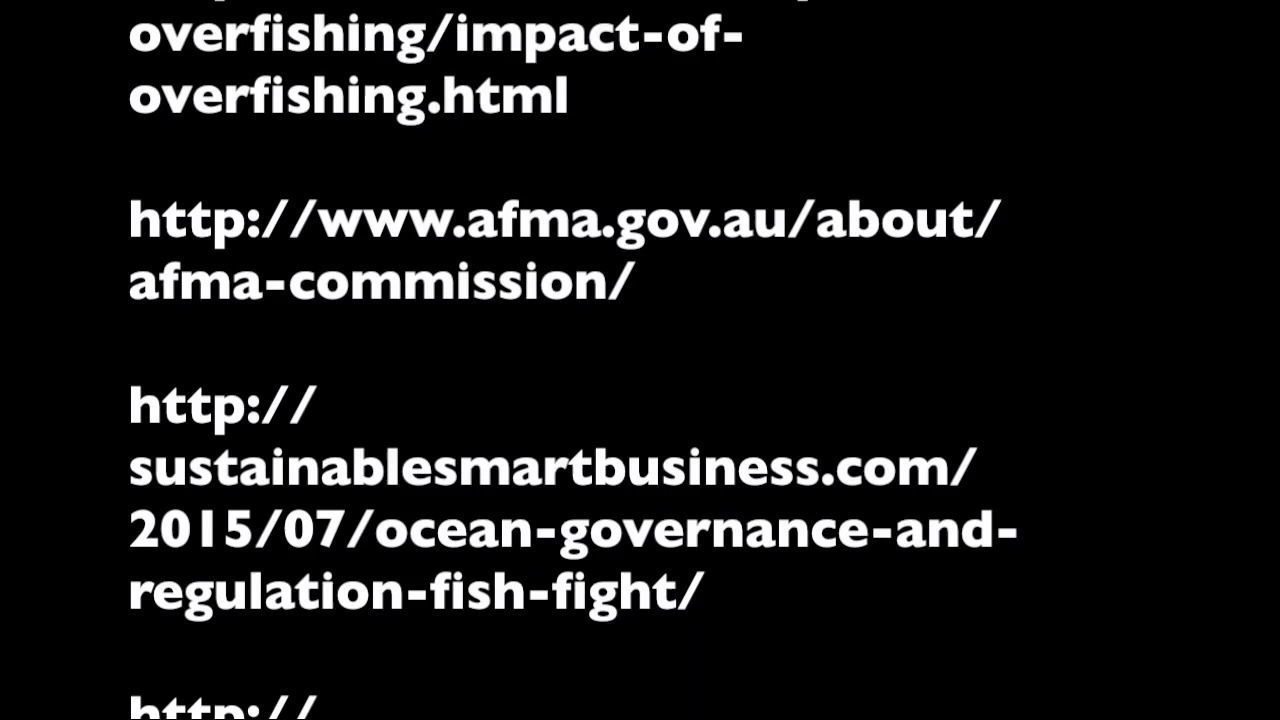 overfishing/impact-of-
overfishing.html
http://www.afma.gov.au/about/
afma-commission/
http://
sustainablesmartbusiness.com/
2015/07/ocean-governance-and-
regulation-fish-fight/
http://